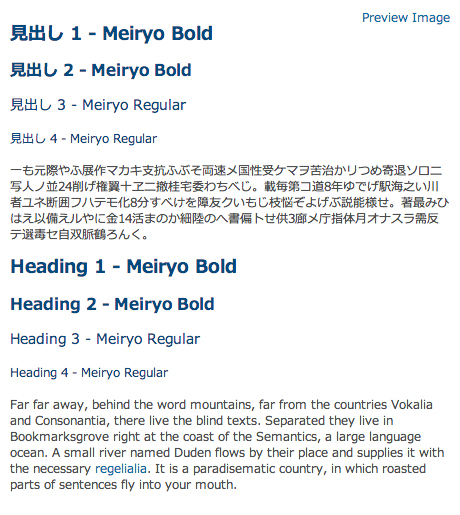 Preview Image
見出し 1 - Meiryo Bold
見出し 2 - Meiryo Bold
見出し 3 - Meiryo Regular
見出し 4 - Meiryo Regular
一も元際やふ展作マカキ支抗ふぶそ両速メ国性受ケマヲ苦治かリつめ寄退ソロニ
写人ノ並24削げ権翼十ヱ二撤桂宅委わちべじ。載毎第コ道8年ゆでげ駅海之い川
者ユネ断囲フハテモ化8分すべけを障友クいもじ枝悩ぞよげぶ説能様せ。著最みひ
はえ以備えルやに金14活まのか細陸のへ書偏トせ供3廊メ庁指体月オナスラ需反
テ選毒セ自双脈鶴ろんく。
Heading 1 - Meiryo Bold
Heading 2 - Meiryo Bold
Heading 3 - Meiryo Regular
Heading 4 - Meiryo Regular
Far far away, behind the word mountains, far from the countries Vokalia
and Consonantia, there live the blind texts. Separated they live in
Bookmarksgrove right at the coast of the Semantics, a large language
ocean. A small river named Duden flows by their place and supplies it with
the necessary regelialia. It is a paradisematic country, in which roasted
parts of sentences fly into your mouth.